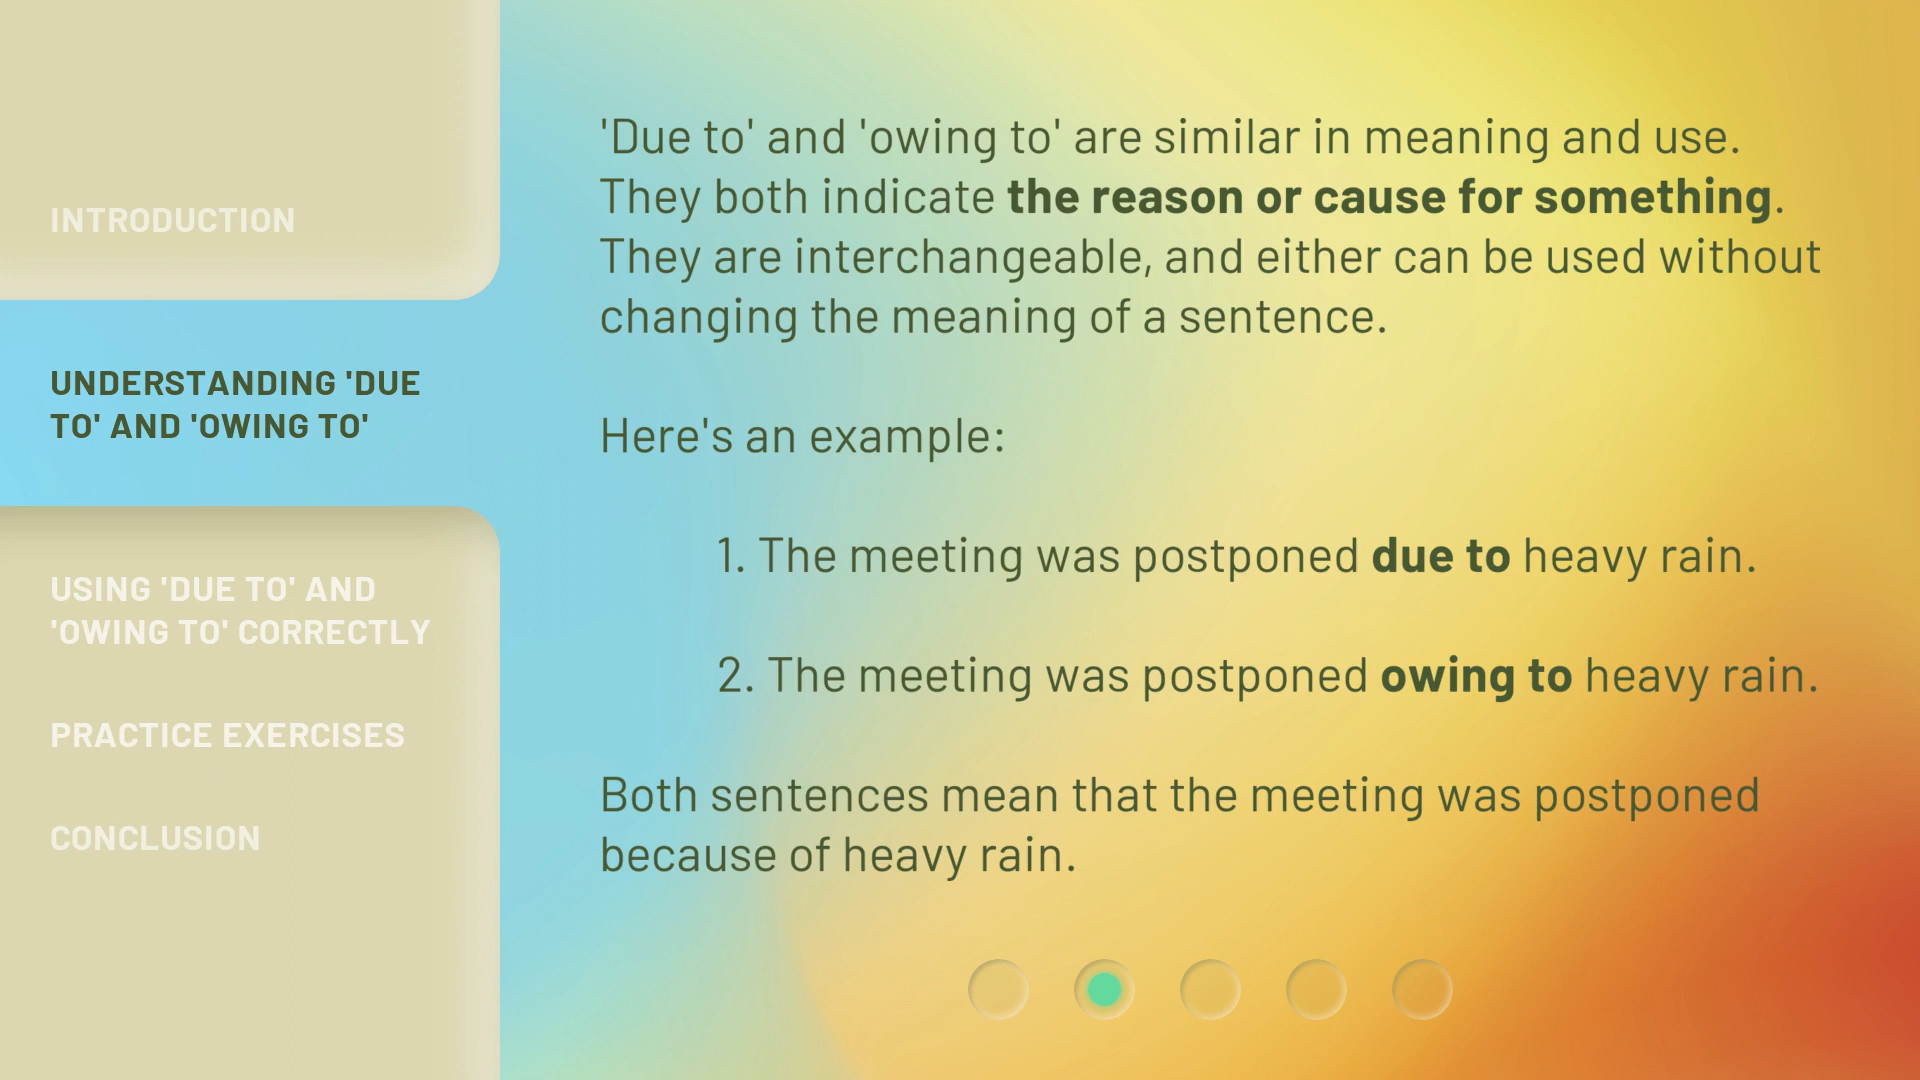 INTRODUCTION
UNDERSTANDING 'DUE
TO' AND 'OWING TO'
USING 'DUE TO' AND
'OWING TO' CORRECTLY
PRACTICE EXERCISES
CONCLUSION
'Due to' and 'owing to' are similar in meaning and use.
They both indicate the reason or cause for something.
They are interchangeable, and either can be used without
changing the meaning of a sentence.
Here's an example:
1. The meeting was postponed due to heavy rain.
2. The meeting was postponed owing to heavy rain.
Both sentences mean that the meeting was postponed
because of heavy rain.